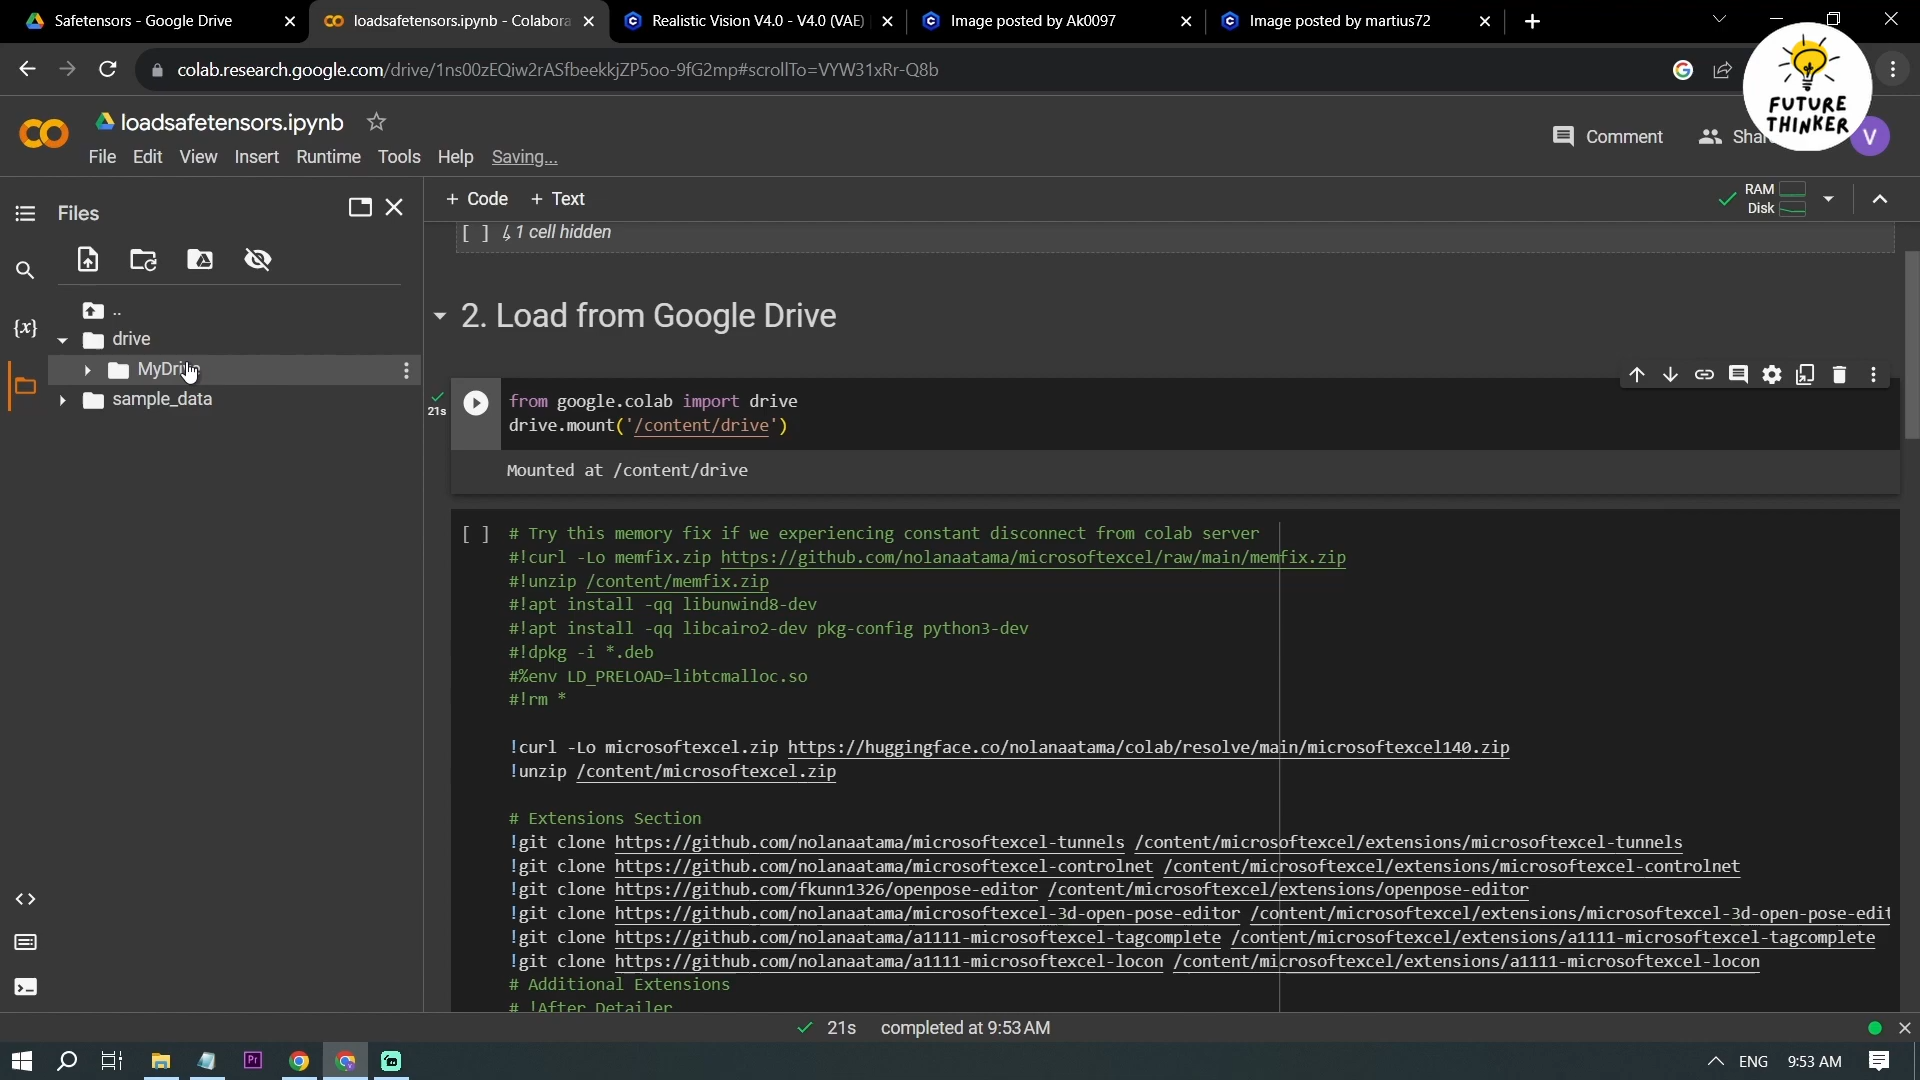 Safetensors - Google Drive
loadsafetensors.ipynb - Colabora
Realistic Vision V4.0 - V4.0 (VAE)
Image posted by Ak0097
Image posted by martius72
colab.research.google.com/drive/1ns00zEQiw2rASfbeekkjZP5oo-9fG2mp#scrollTo=VYW31xRr-Q8b
FUTURE
THINKER
loadsafetensors.ipynb
Comment
Shar
V
File Edit View Insert Runtime Tools Help Saving...
Files
+ Code + Text
RAM
Disk
[ ] ↳ 1 cell hidden
..
drive
MyDrive
sample_data
2. Load from Google Drive
21s
from google.colab import drive
drive.mount('/content/drive')
Mounted at /content/drive
[ ] # Try this memory fix if we experiencing constant disconnect from colab server
#!curl -Lo memfix.zip https://github.com/nolanaatama/microsoftexcel/raw/main/memfix.zip
#!unzip /content/memfix.zip
#!apt install -qq libunwind8-dev
#!apt install -qq libcairo2-dev pkg-config python3-dev
#!dpkg -i *.deb
#%env LD_PRELOAD=libtcmalloc.so
#!rm *
!curl -Lo microsoftexcel.zip https://huggingface.co/nolanaatama/colab/resolve/main/microsoftexcel140.zip
!unzip /content/microsoftexcel.zip
# Extensions Section
!git clone https://github.com/nolanaatama/microsoftexcel-tunnels /content/microsoftexcel/extensions/microsoftexcel-tunnels
!git clone https://github.com/nolanaatama/microsoftexcel-controlnet /content/microsoftexcel/extensions/microsoftexcel-controlnet
!git clone https://github.com/fkunn1326/openpose-editor /content/microsoftexcel/extensions/openpose-editor
!git clone https://github.com/nolanaatama/microsoftexcel-3d-open-pose-editor /content/microsoftexcel/extensions/microsoftexcel-3d-open-pose-edit
!git clone https://github.com/nolanaatama/a1111-microsoftexcel-tagcomplete /content/microsoftexcel/extensions/a1111-microsoftexcel-tagcomplete
!git clone https://github.com/nolanaatama/a1111-microsoftexcel-locon /content/microsoftexcel/extensions/a1111-microsoftexcel-locon
# Additional Extensions
# !After Detailer
21s completed at 9:53 AM
Pr
ENG 9:53 AM